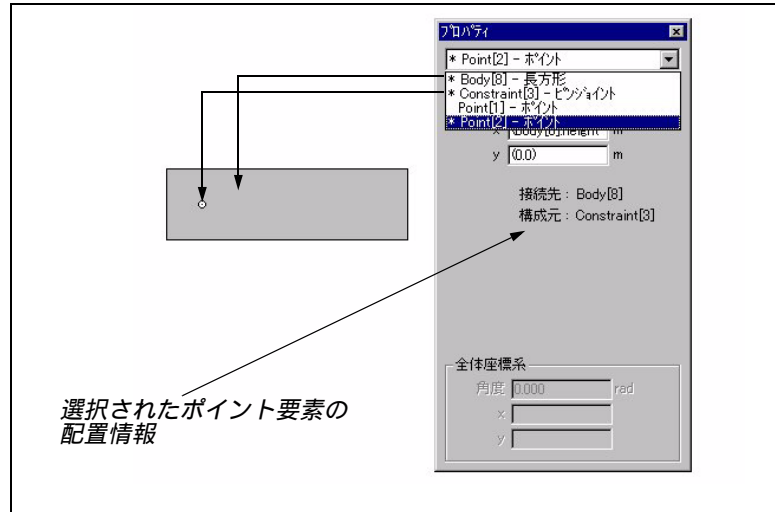 プロパティ
* Point[2] - ポイント
* Body[8] - 長方形
* Constraint[3] - ピンジョイント
Point[1] - ポイント
* Point[2] - ポイント
x (body[8].height m
y (0.0) m
接続先 : Body[8]
構成元 : Constraint[3]
全体座標系
角度 0.000 rad
x
y
選択されたポイント要素の
配置情報